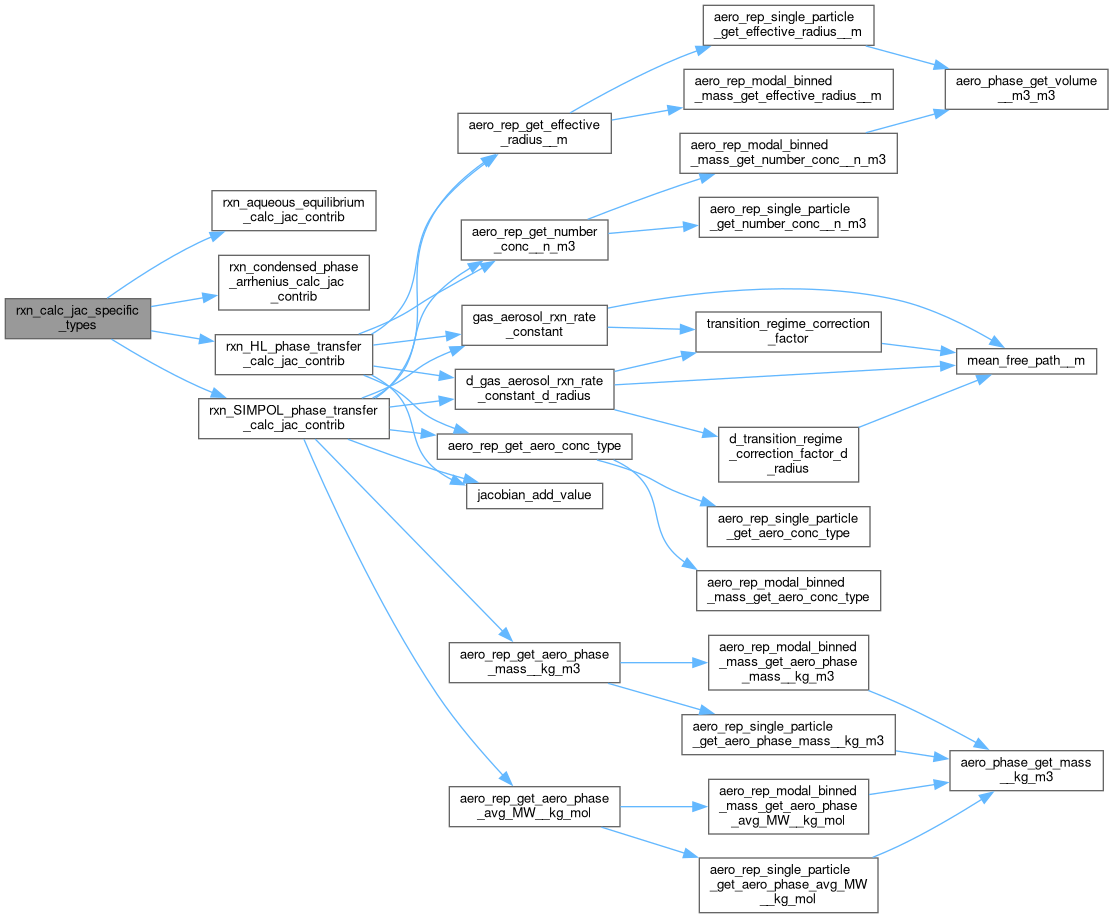 rxn_calc_jac_specific
_types
rxn_aqueous_equilibrium
_calc_jac_contrib
rxn_condensed_phase
_arrhenius_calc_jac
_contrib
rxn_HL_phase_transfer
_calc_jac_contrib
rxn_SIMPOL_phase_transfer
_calc_jac_contrib
aero_rep_get_effective
_radius__m
aero_rep_get_number
_conc__n_m3
gas_aerosol_rxn_rate
_constant
d_gas_aerosol_rxn_rate
_constant_d_radius
aero_rep_get_aero_conc_type
jacobian_add_value
aero_rep_get_aero_phase
_mass__kg_m3
aero_rep_get_aero_phase
_avg_MW__kg_mol
aero_rep_single_particle
_get_effective_radius__m
aero_rep_modal_binned
_mass_get_effective_radius__m
aero_rep_modal_binned
_mass_get_number_conc__n_m3
aero_rep_single_particle
_get_number_conc__n_m3
transition_regime_correction
_factor
d_transition_regime
_correction_factor_d
_radius
aero_rep_single_particle
_get_aero_conc_type
aero_rep_modal_binned
_mass_get_aero_conc_type
aero_rep_modal_binned
_mass_get_aero_phase
_mass__kg_m3
aero_rep_single_particle
_get_aero_phase_mass__kg_m3
aero_rep_modal_binned
_mass_get_aero_phase
_avg_MW__kg_mol
aero_rep_single_particle
_get_aero_phase_avg_MW
__kg_mol
aero_phase_get_volume
__m3_m3
mean_free_path__m
aero_phase_get_mass
__kg_m3